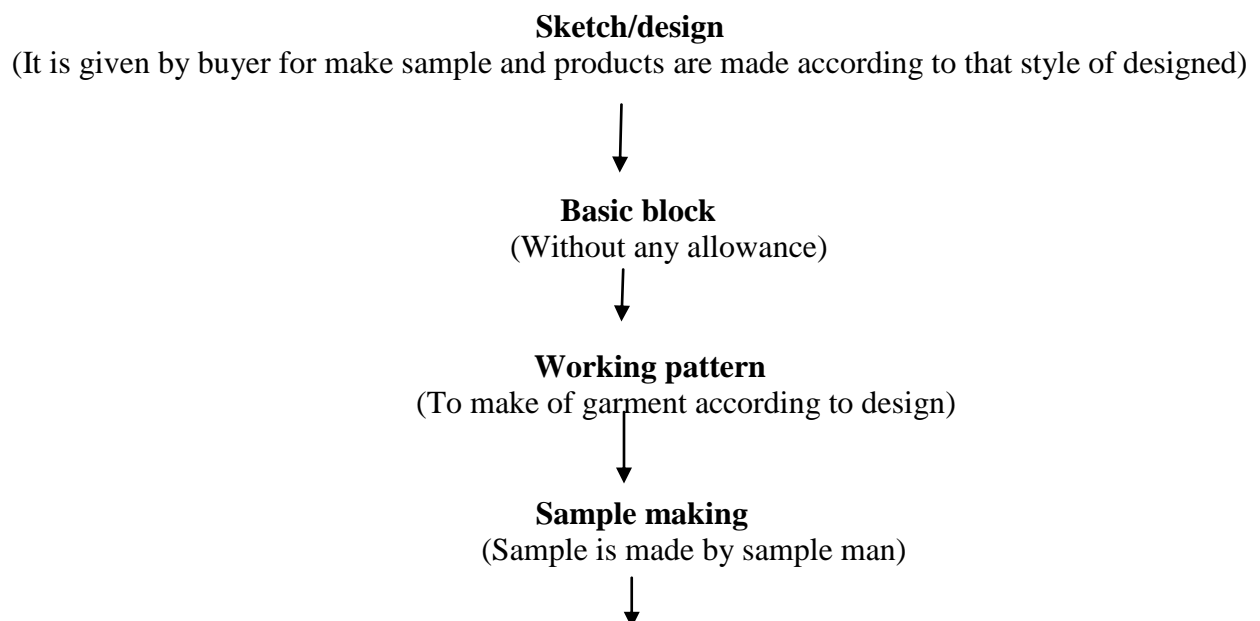 Sketch/design
(It is given by buyer for make sample and products are made according to that style of designed)
Basic block
(Without any allowance)
Working pattern
(To make of garment according to design)
Sample making
(Sample is made by sample man)